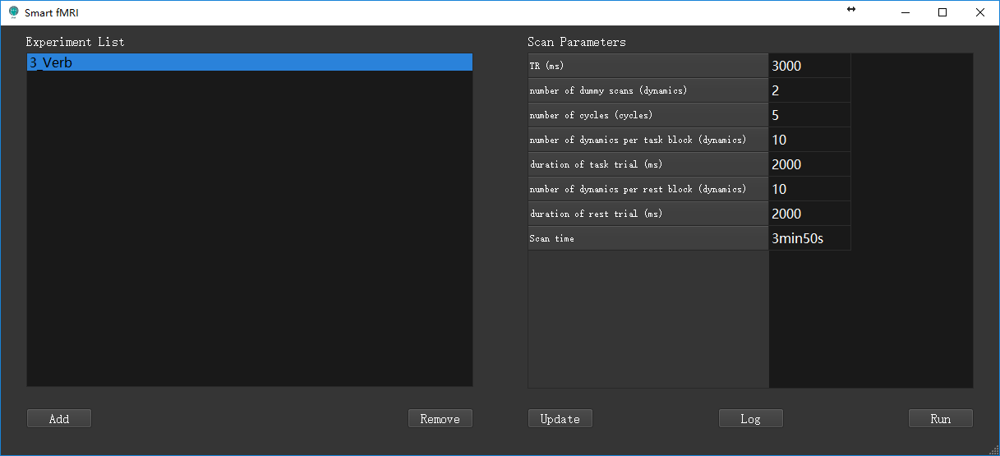 Smart fMRI
Experiment List
3_Verb
Add
Remove
Scan Parameters
TR (ms) 3000
number of dummy scans (dynamics) 2
number of cycles (cycles) 5
number of dynamics per task block (dynamics) 10
duration of task trial (ms) 2000
number of dynamics per rest block (dynamics) 10
duration of rest trial (ms) 2000
Scan time 3min50s
Update
Log
Run